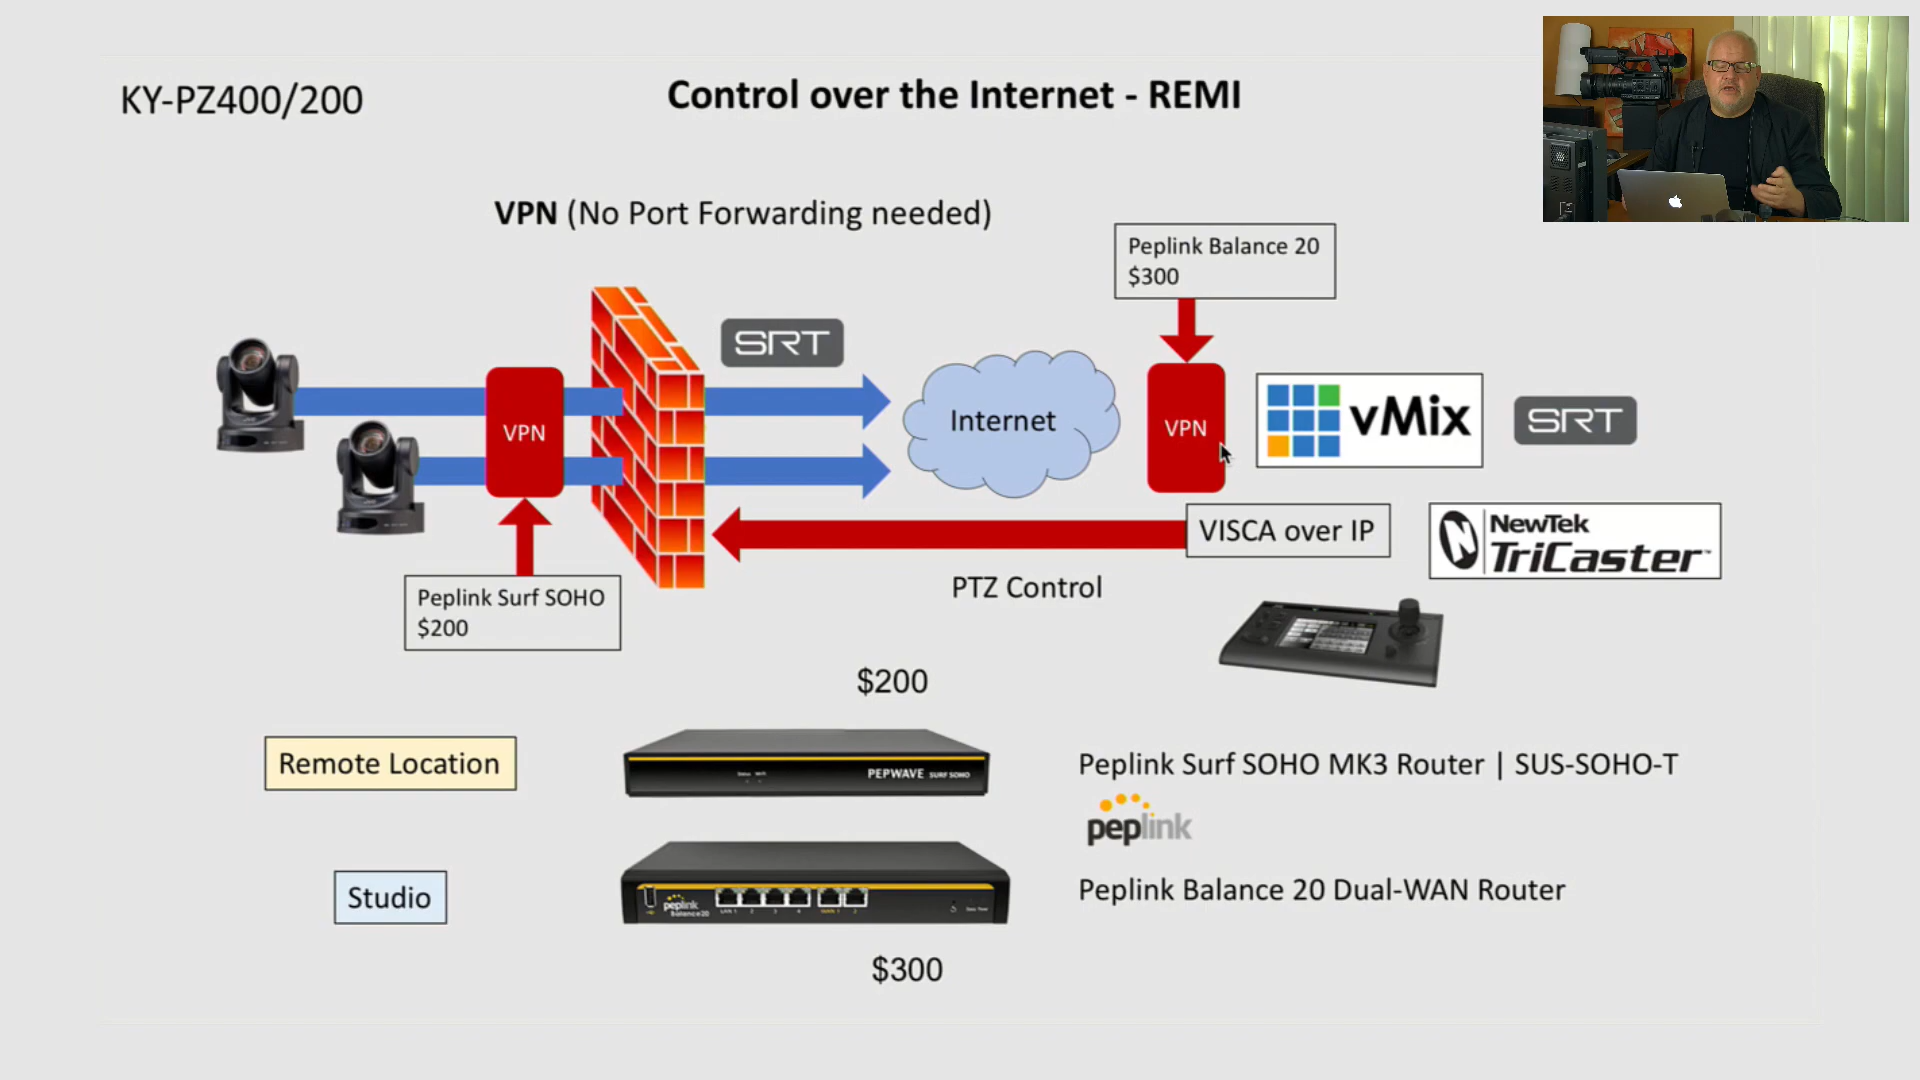 KY-PZ400/200
Control over the Internet - REMI
VPN (No Port Forwarding needed)
Peplink Balance 20
$300
SRT
VPN
Internet
VPN
vMix
SRT
VISCA over IP
NewTek
TriCaster™
PTZ Control
Peplink Surf SOHO
$200
$200
Remote Location
PEPWAVE SURF SOHO
Peplink Surf SOHO MK3 Router | SUS-SOHO-T
peplink
Studio
peplink
Balance20
Peplink Balance 20 Dual-WAN Router
$300